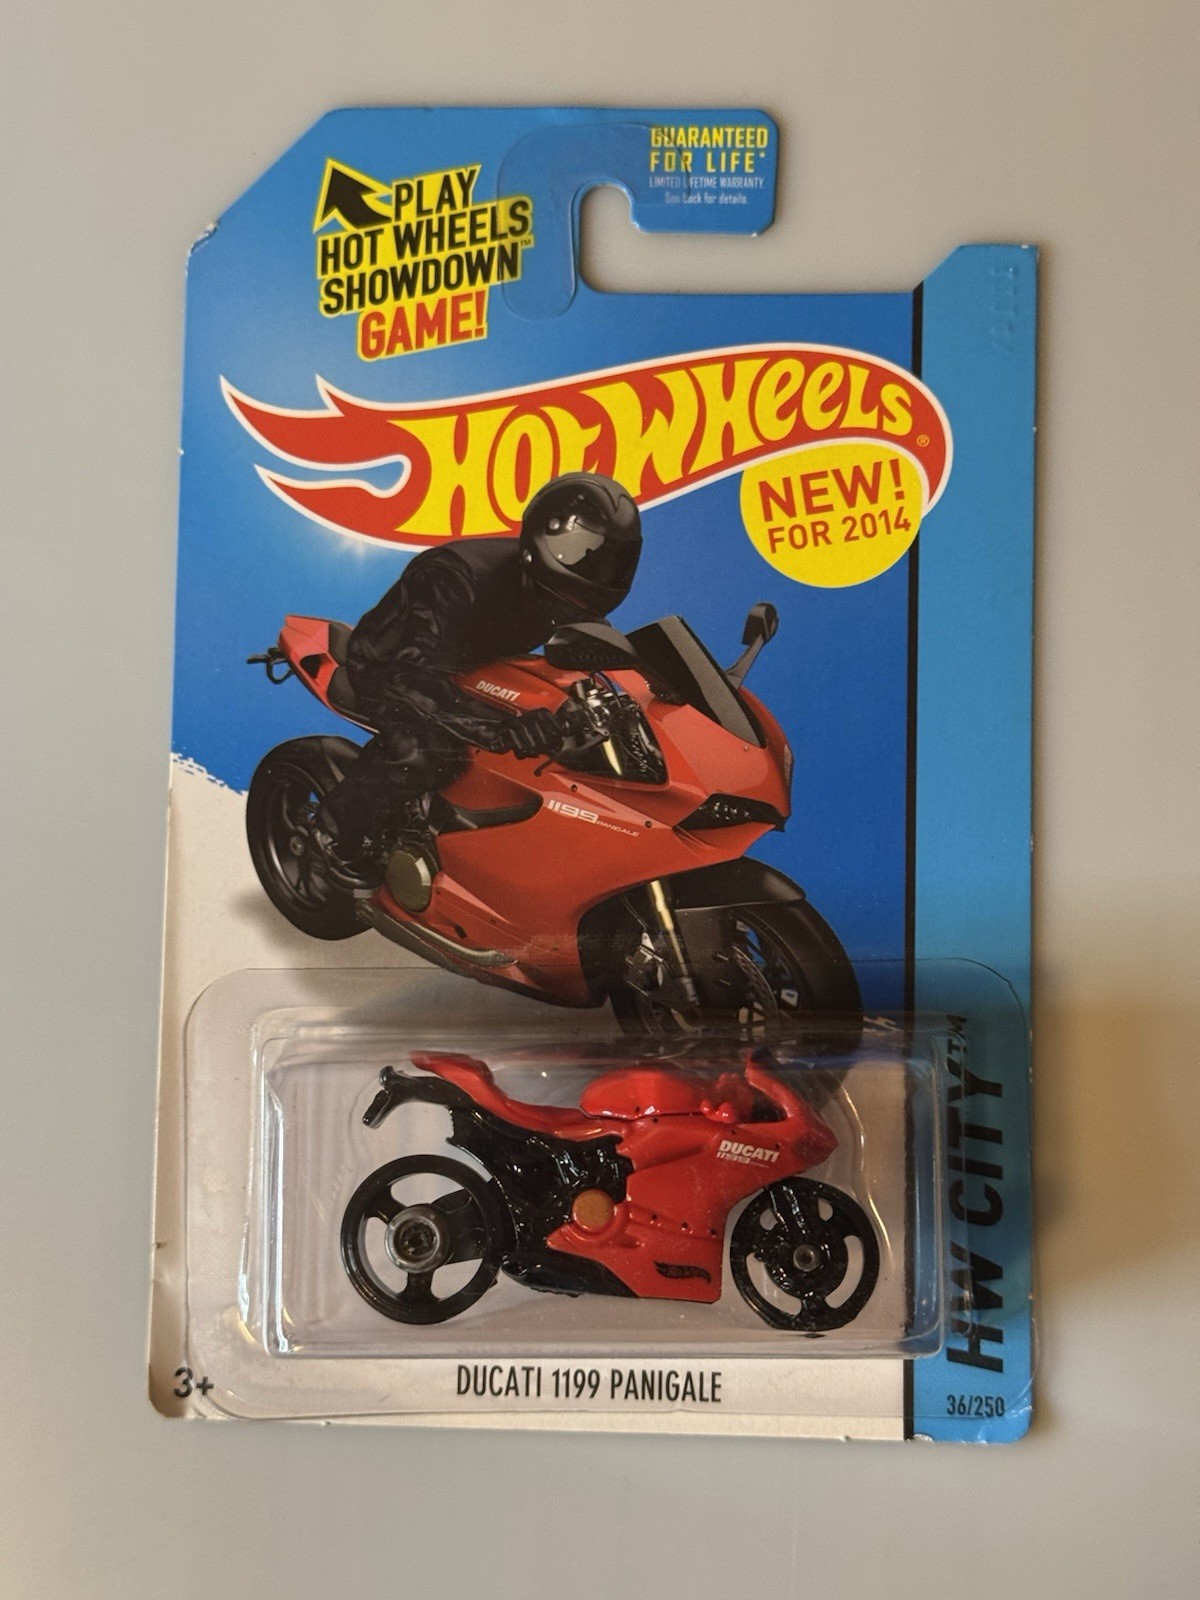 GUARANTEED
FOR LIFE*
LIMITED LIFETIME WARRANTY.
See back for details.
PLAY
HOT WHEELS
SHOWDOWN™
GAME!
HOT WHEELS®
NEW!
FOR 2014
DUCATI
1199 PANIGALE
DUCATI
1199
HW CITY™
3+
DUCATI 1199 PANIGALE
36/250